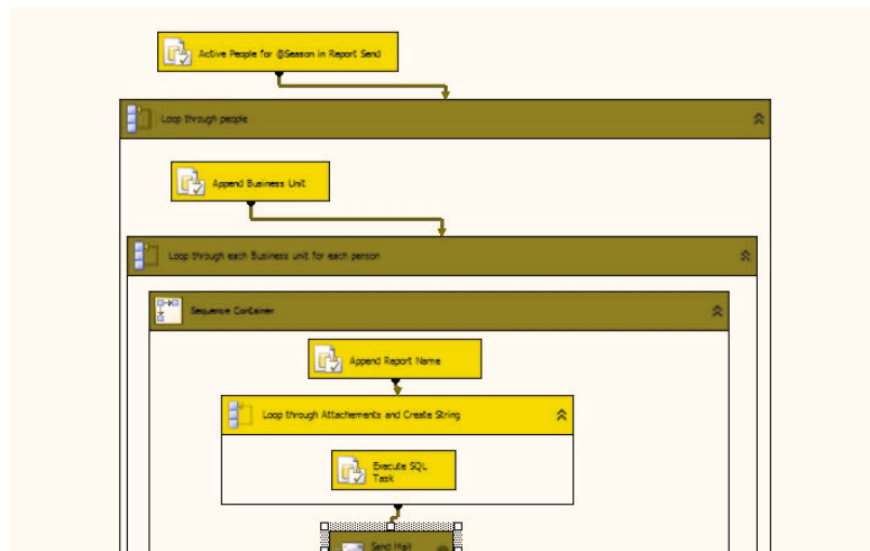 Active People for @Season in Report Send
Loop through people
Append Business Unit
Loop through each Business unit for each person
Sequence Container
Append Report Name
Loop through Attachements and Create String
Execute SQL
Task
Send Mail